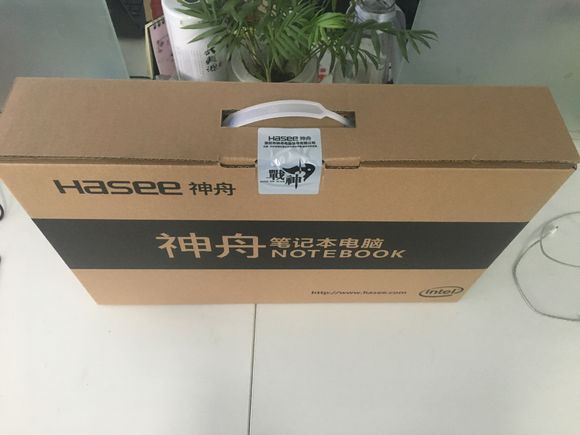 Hasee 神舟
戰神
Hasee 神舟
神舟 笔记本电脑
NOTEBOOK
http://www.hasee.com
intel